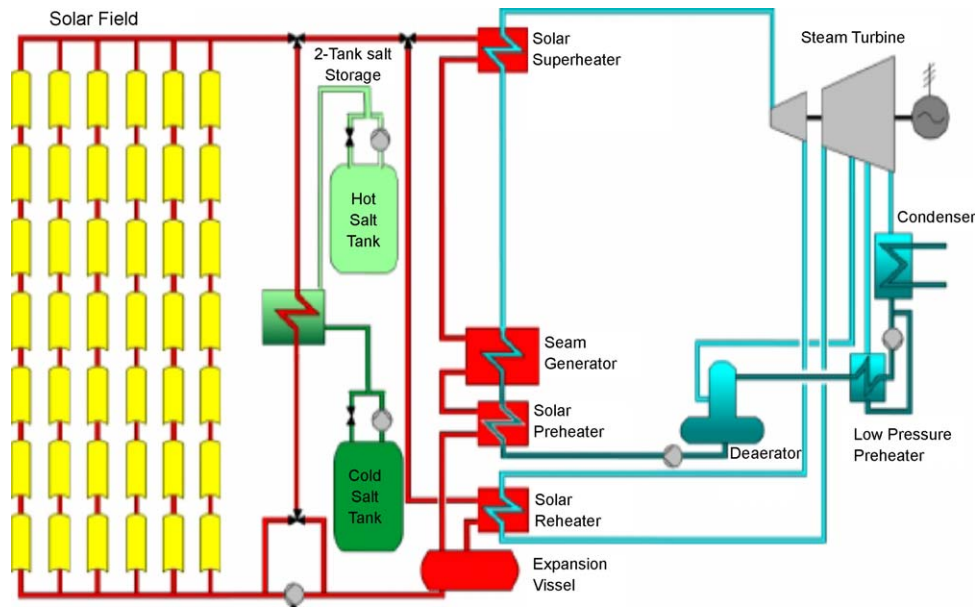 Solar Field
2-Tank salt
Storage
Solar
Superheater
Steam Turbine
Hot
Salt
Tank
Condenser
Seam
Generator
Solar
Preheater
Deaerator
Low Pressure
Preheater
Cold
Salt
Tank
Solar
Reheater
Expansion
Vissel